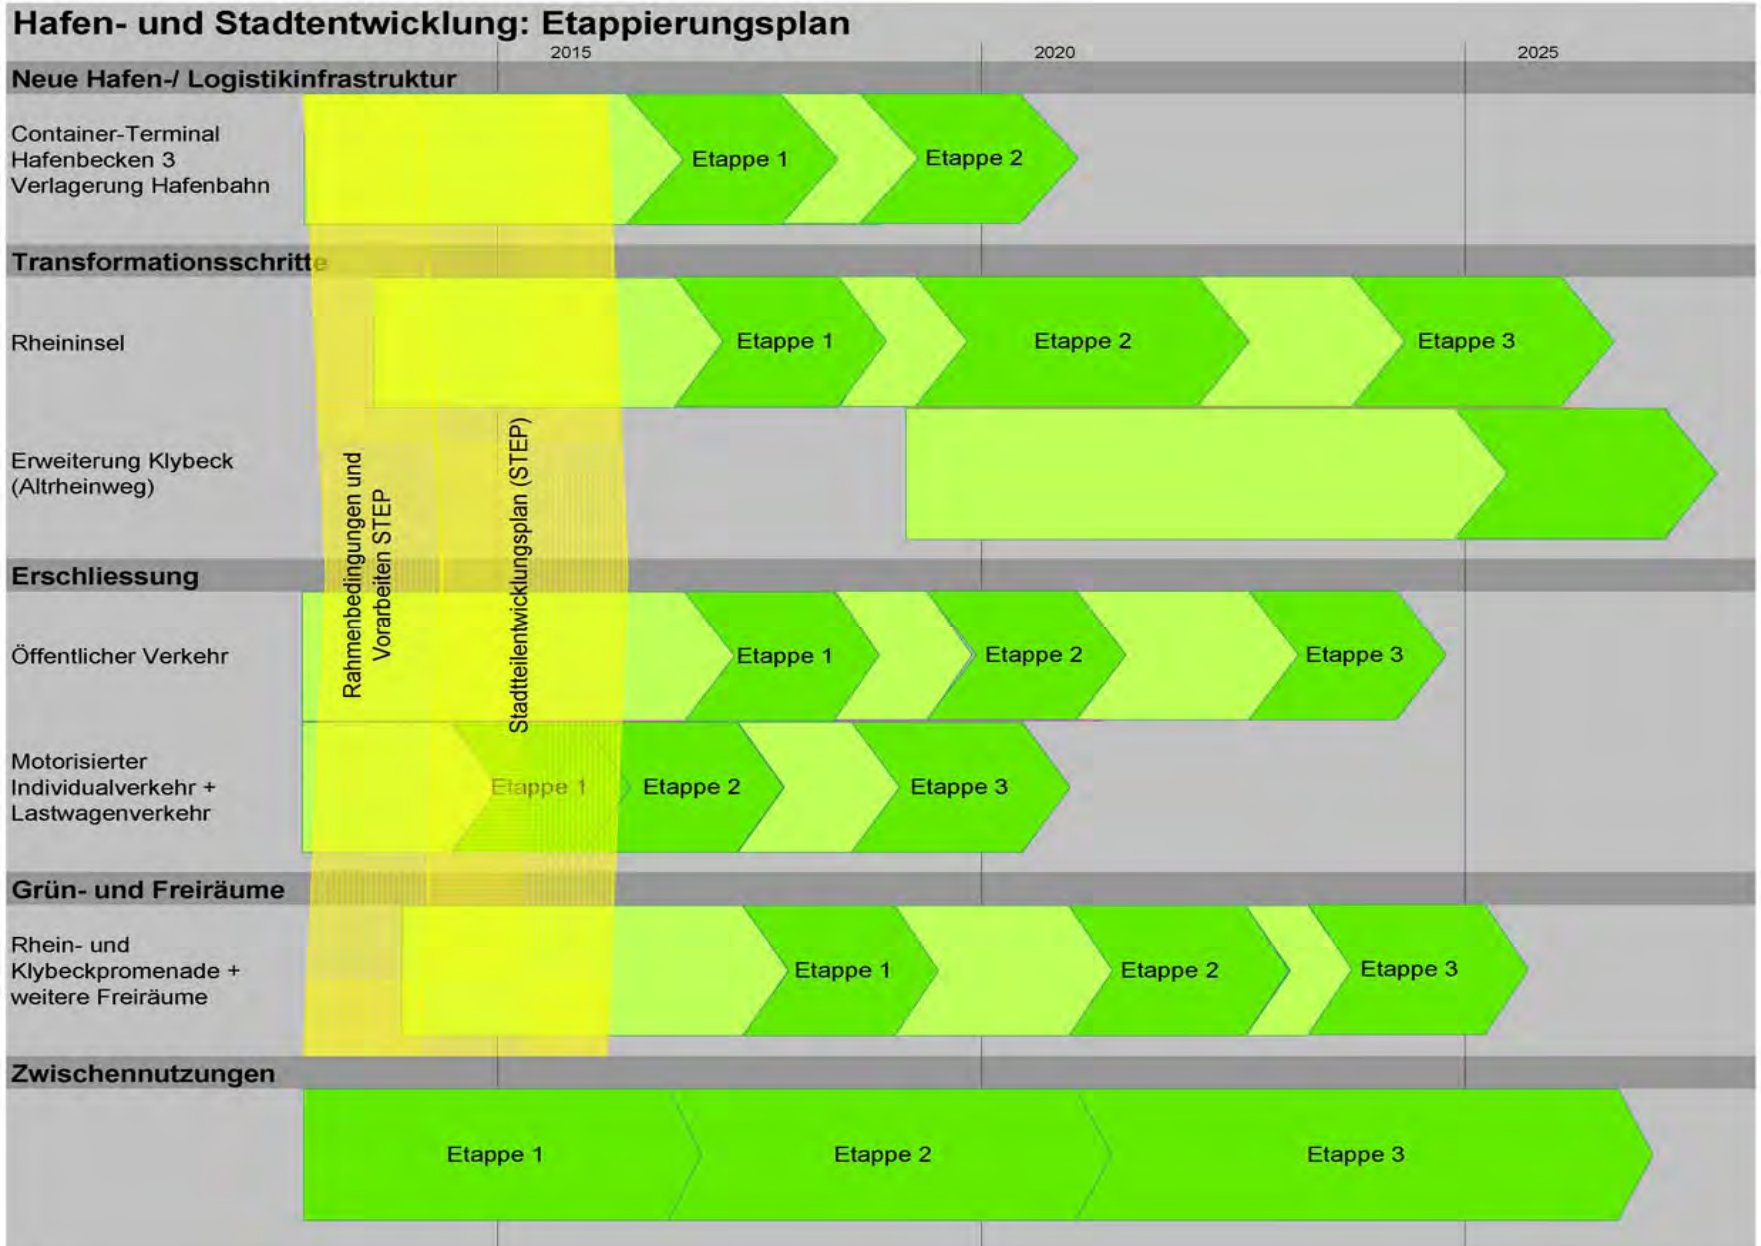 Hafen- und Stadtentwicklung: Etappierungsplan
2015
2020
2025
Neue Hafen-/ Logistikinfrastruktur
Container-Terminal
Hafenbecken 3
Verlagerung Hafenbahn
Etappe 1
Etappe 2
Transformationsschritte
Rheininsel
Etappe 1
Etappe 2
Etappe 3
Erweiterung Klybeck
(Altrheinweg)
Rahmenbedingungen und
Vorarbeiten STEP
Stadtteilentwicklungsplan (STEP)
Erschliessung
Öffentlicher Verkehr
Etappe 1
Etappe 2
Etappe 3
Motorisierter
Individualverkehr +
Lastwagenverkehr
Etappe 1
Etappe 2
Etappe 3
Grün- und Freiräume
Rhein- und
Klybeckpromenade +
weitere Freiräume
Etappe 1
Etappe 2
Etappe 3
Zwischennutzungen
Etappe 1
Etappe 2
Etappe 3